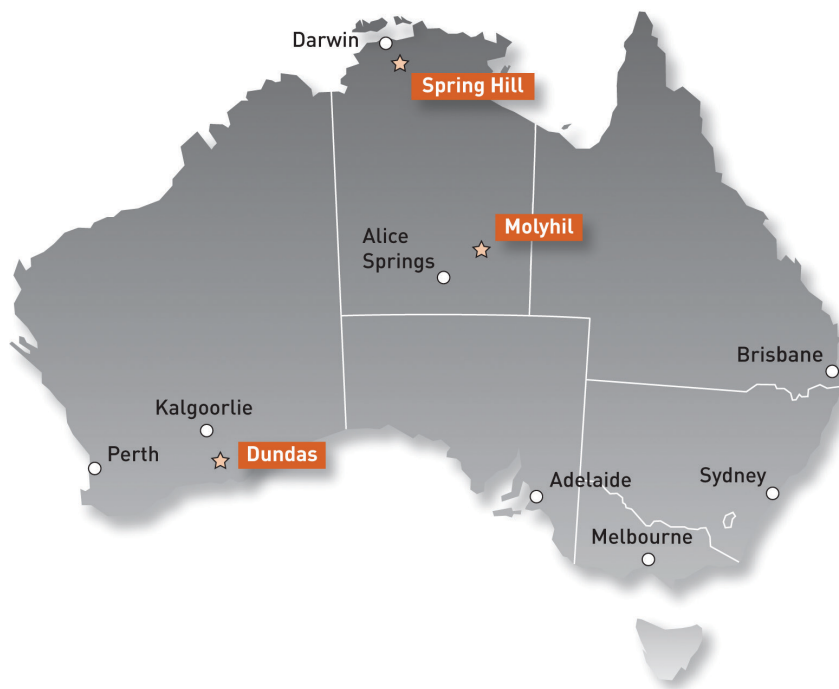 Darwin
Spring Hill
Molyhil
Alice
Springs
Brisbane
Kalgoorlie
Perth
Dundas
Adelaide
Sydney
Melbourne